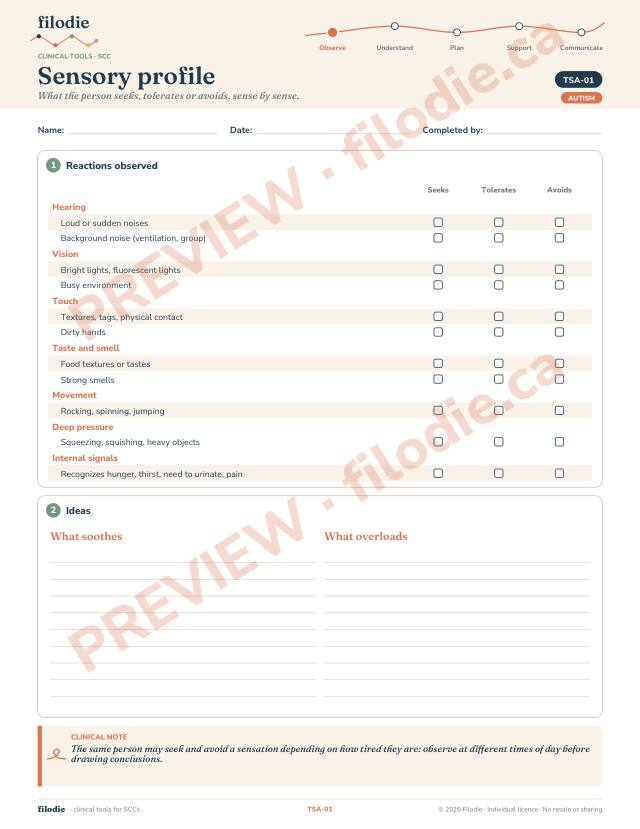 filodie
CLINICAL TOOLS · SCC
Observe Understand Plan Support Communicate
Sensory profile
What the person seeks, tolerates or avoids, sense by sense.
TSA-01
AUTISM
Name: Date: Completed by:
1 Reactions observed
Seeks Tolerates Avoids
Hearing
Loud or sudden noises
Background noise (ventilation, group)
Vision
Bright lights, fluorescent lights
Busy environment
Touch
Textures, tags, physical contact
Dirty hands
Taste and smell
Food textures or tastes
Strong smells
Movement
Rocking, spinning, jumping
Deep pressure
Squeezing, squishing, heavy objects
Internal signals
Recognizes hunger, thirst, need to urinate, pain
2 Ideas
What soothes What overloads
CLINICAL NOTE
The same person may seek and avoid a sensation depending on how tired they are: observe at different times of day before
drawing conclusions.
filodie · clinical tools for SCCs TSA-01 © 2026 Filodie · Individual licence · No resale or sharing
PREVIEW · filodie.ca
PREVIEW · filodie.ca